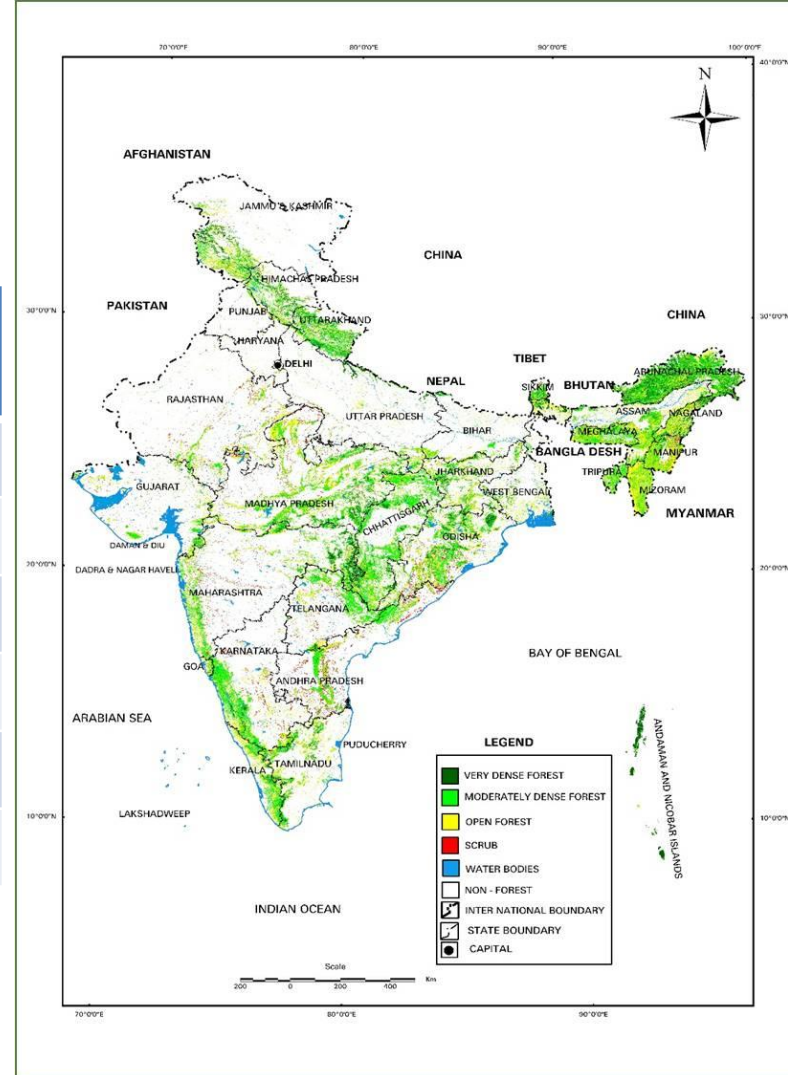 70°0'0"E 80°0'0"E 90°0'0"E 100°0'0"E
40°0'0"N
N
AFGHANISTAN
JAMMU & KASHMIR
CHINA
HIMACHAL PRADESH
PAKISTAN
30°0'0"N 30°0'0"N
PUNJAB
UTTARAKHAND
CHINA
HARYANA
DELHI
TIBET
NEPAL
SIKKIM
BHUTAN
ARUNACHAL PRADESH
RAJASTHAN
UTTAR PRADESH
ASSAM
NAGALAND
BIHAR
MEGHALAYA
BANGLA DESH
MANIPUR
JHARKHAND
TRIPURA
GUJARAT
WEST BENGAL
MIZORAM
MADHYA PRADESH
CHHATTISGARH
MYANMAR
ODISHA
DAMAN & DIU
20°0'0"N 20°0'0"N
DADRA & NAGAR HAVELI
MAHARASHTRA
TELANGANA
KARNATAKA
BAY OF BENGAL
GOA
ANDHRA PRADESH
ARABIAN SEA
PUDUCHERRY
ANDAMAN AND NICOBAR ISLANDS
KERALA
TAMILNADU
LAKSHADWEEP
10°0'0"N 10°0'0"N
INDIAN OCEAN
LEGEND
VERY DENSE FOREST
MODERATELY DENSE FOREST
OPEN FOREST
SCRUB
WATER BODIES
NON - FOREST
INTER NATIONAL BOUNDARY
STATE BOUNDARY
CAPITAL
Scale
200 0 200 400 Km
70°0'0"E 80°0'0"E 90°0'0"E